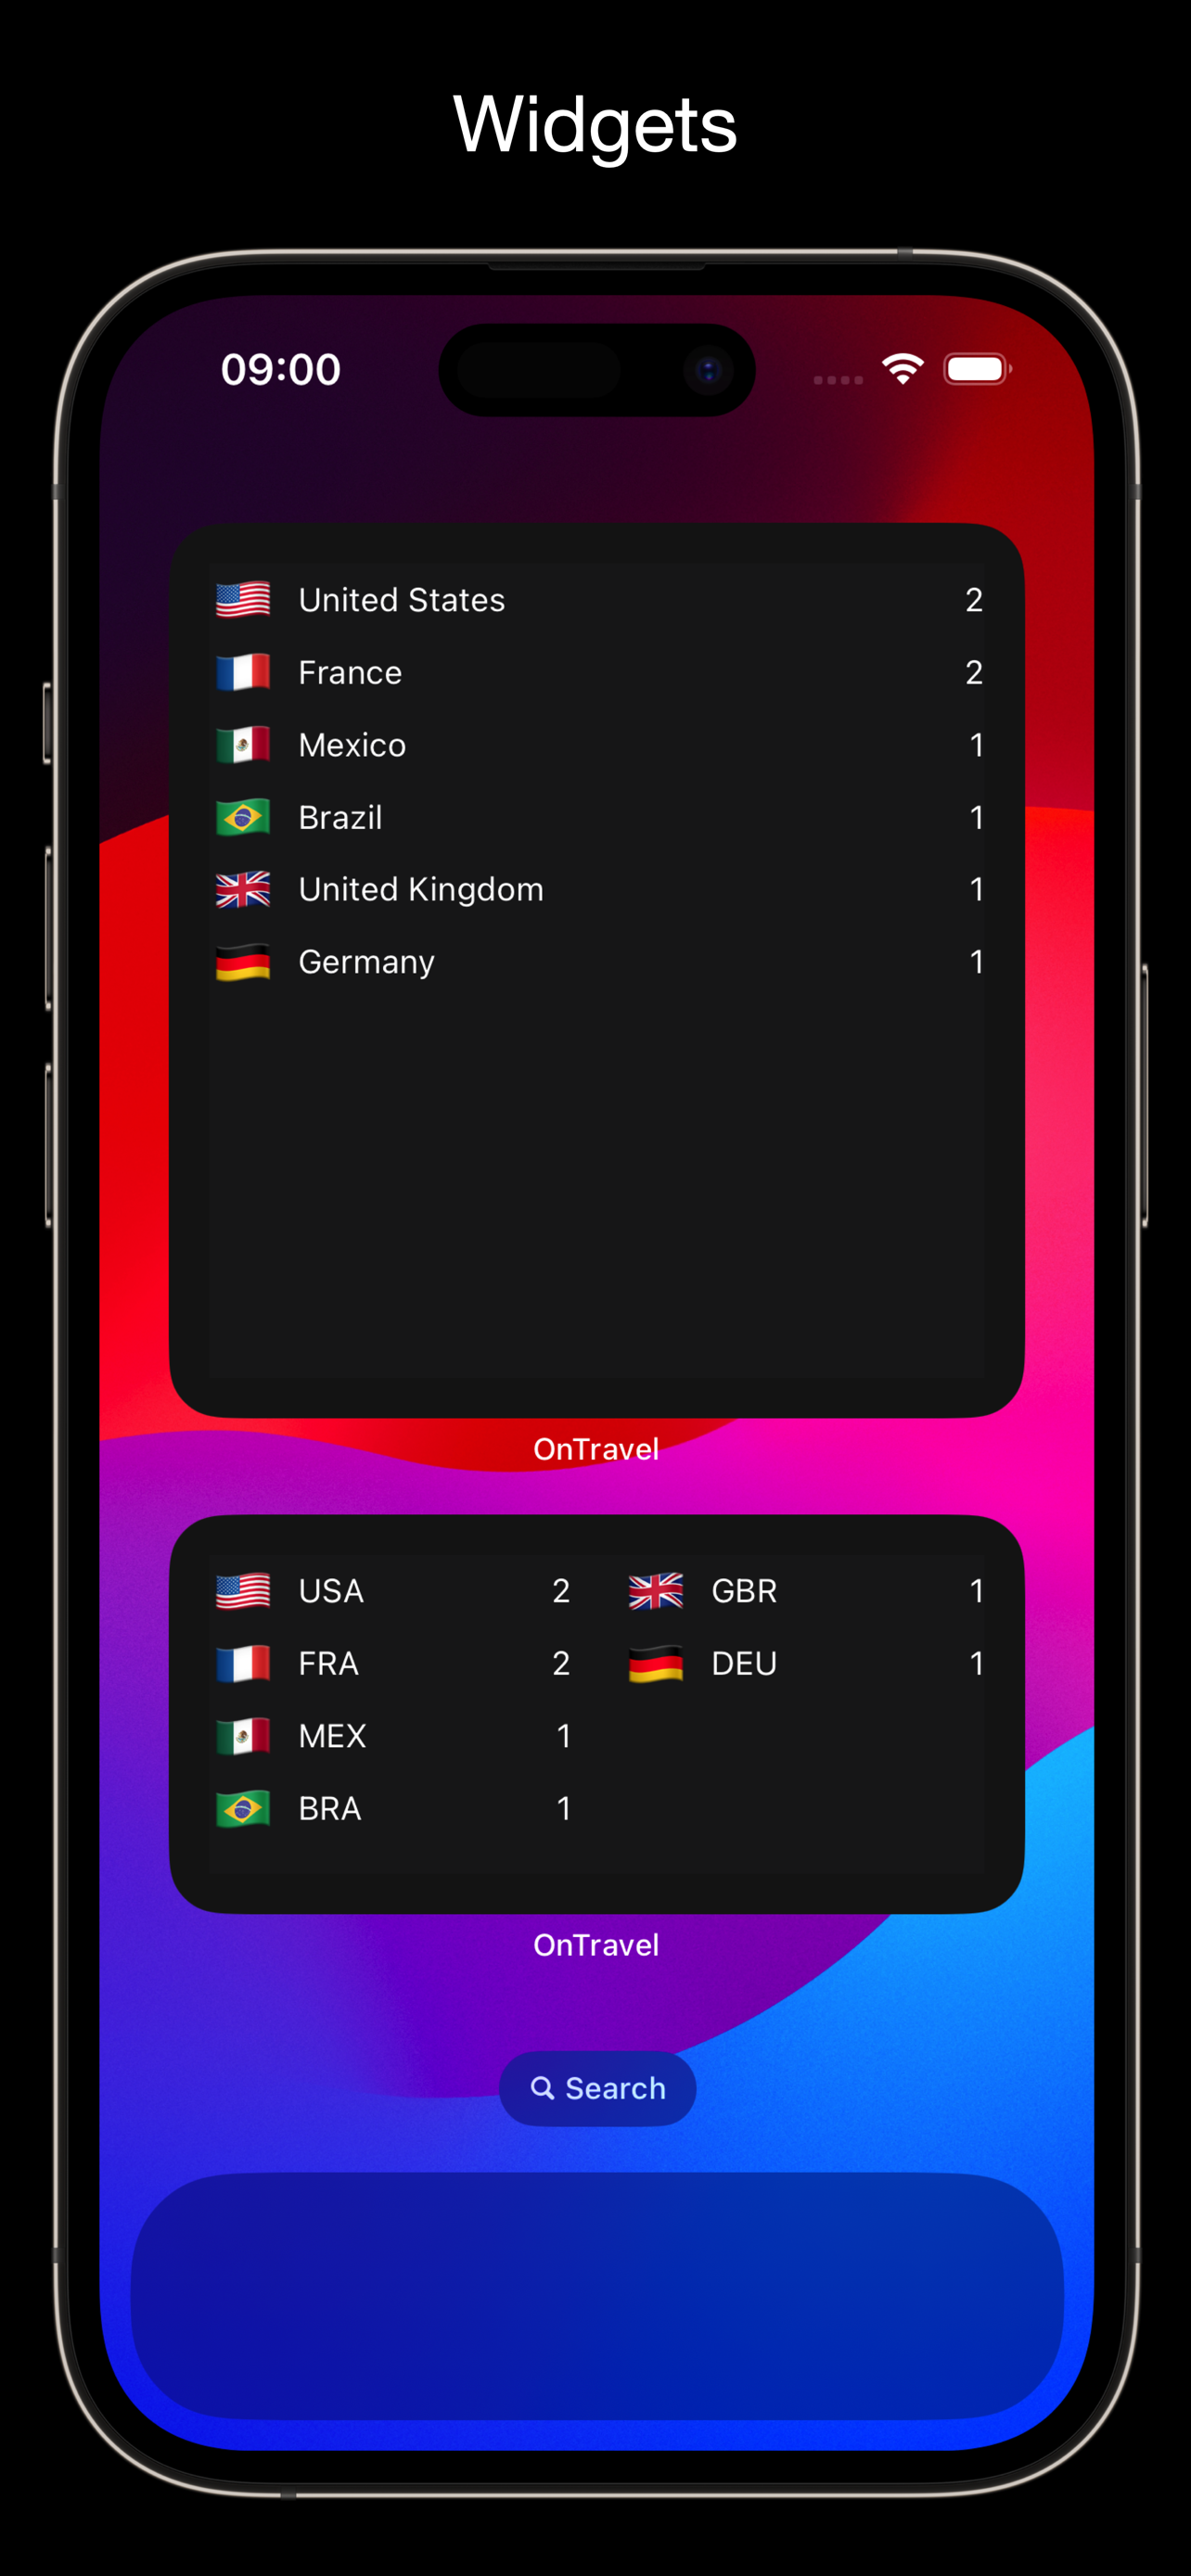 Widgets
09:00
United States 2
France 2
Mexico 1
Brazil 1
United Kingdom 1
Germany 1
OnTravel
USA 2 GBR 1
FRA 2 DEU 1
MEX 1
BRA 1
OnTravel
Search